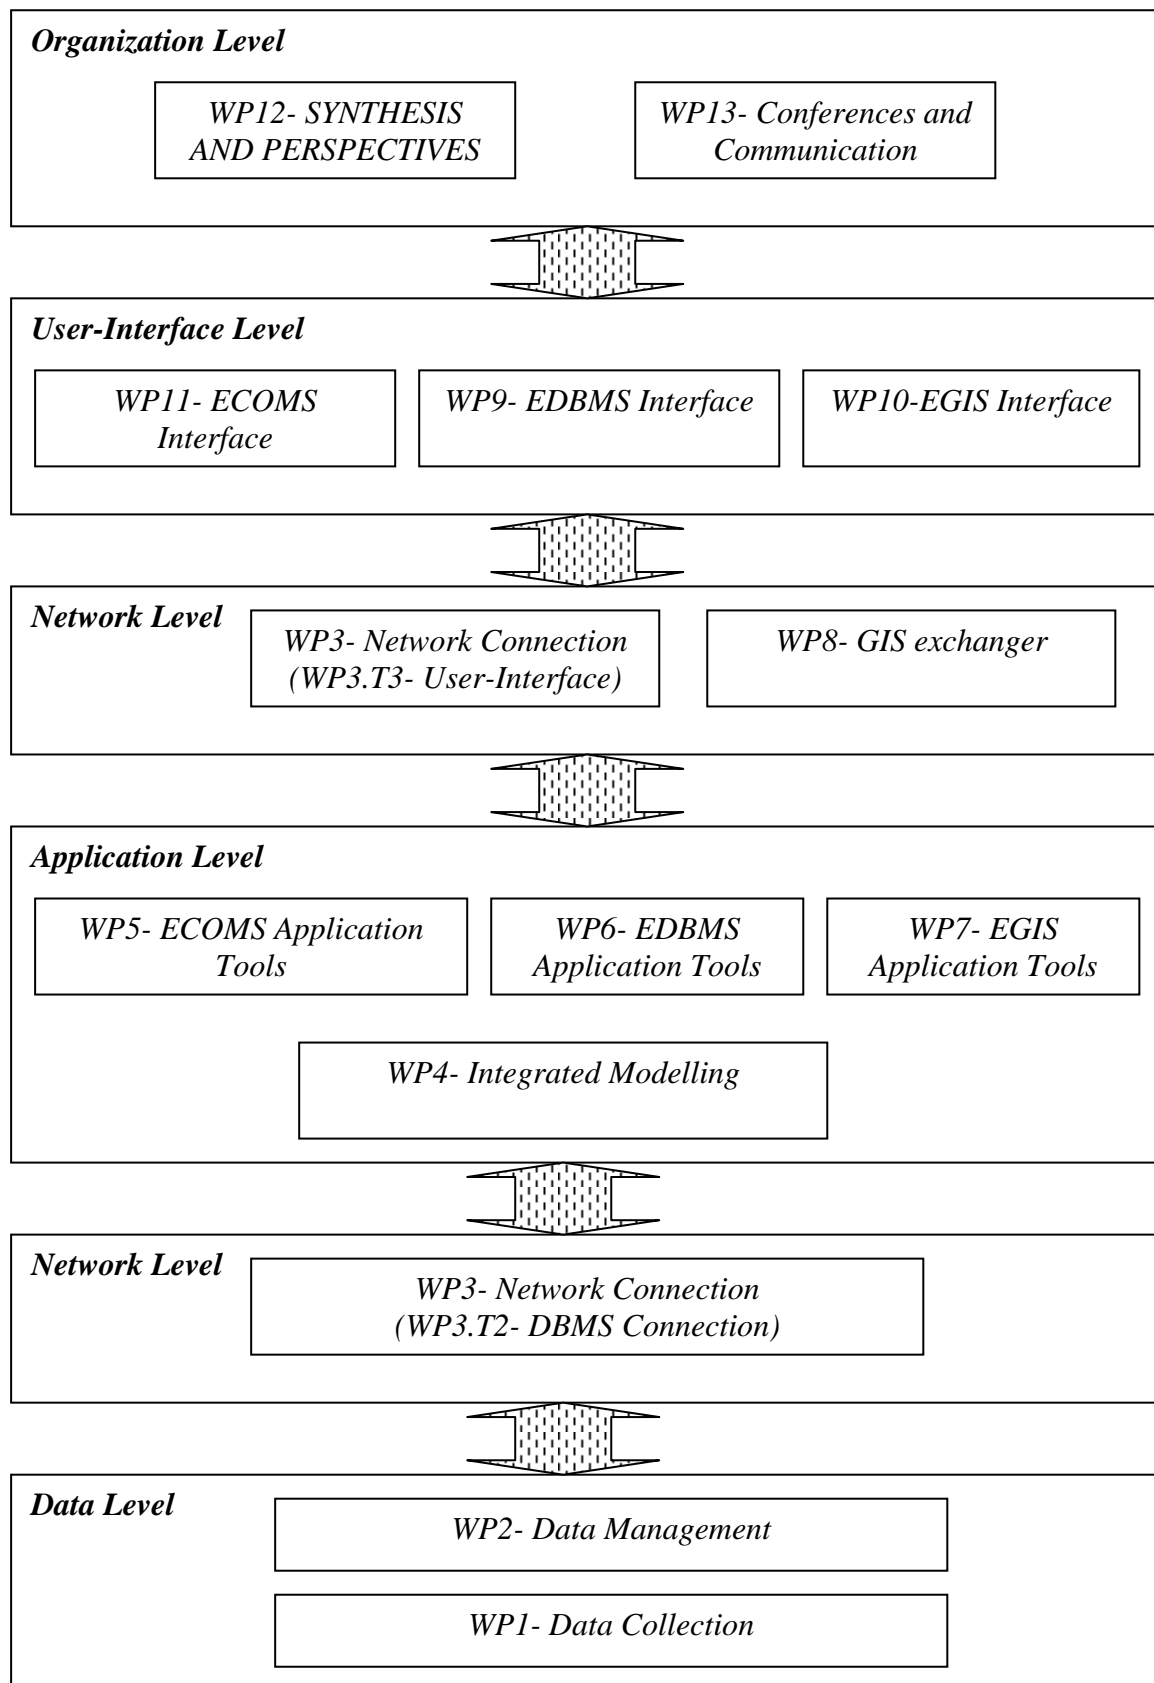 Organization Level
WP12- SYNTHESIS
AND PERSPECTIVES
WP13- Conferences and
Communication
User-Interface Level
WP11- ECOMS
Interface
WP9- EDBMS Interface
WP10-EGIS Interface
Network Level
WP3- Network Connection
(WP3.T3- User-Interface)
WP8- GIS exchanger
Application Level
WP5- ECOMS Application
Tools
WP6- EDBMS
Application Tools
WP7- EGIS
Application Tools
WP4- Integrated Modelling
Network Level
WP3- Network Connection
(WP3.T2- DBMS Connection)
Data Level
WP2- Data Management
WP1- Data Collection